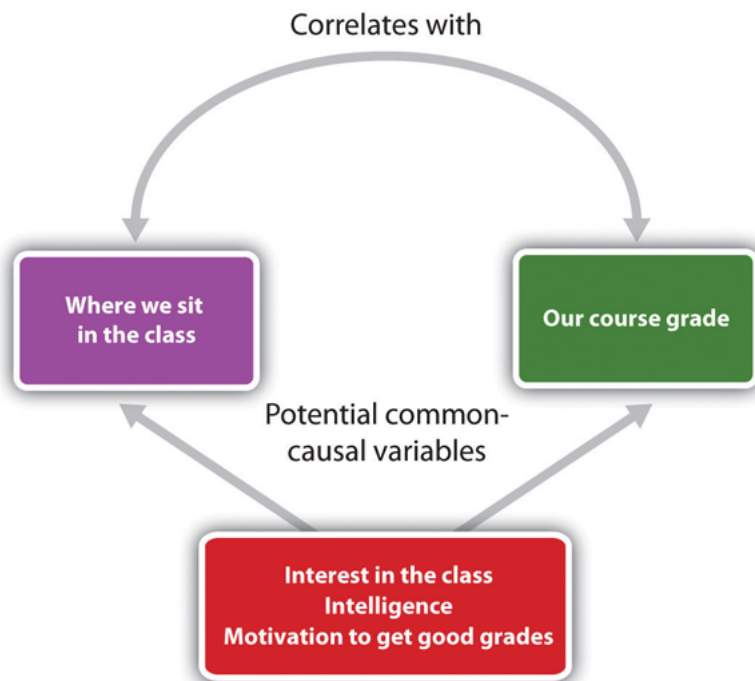 Correlates with
Where we sit
in the class
Our course grade
Potential common-
causal variables
Interest in the class
Intelligence
Motivation to get good grades